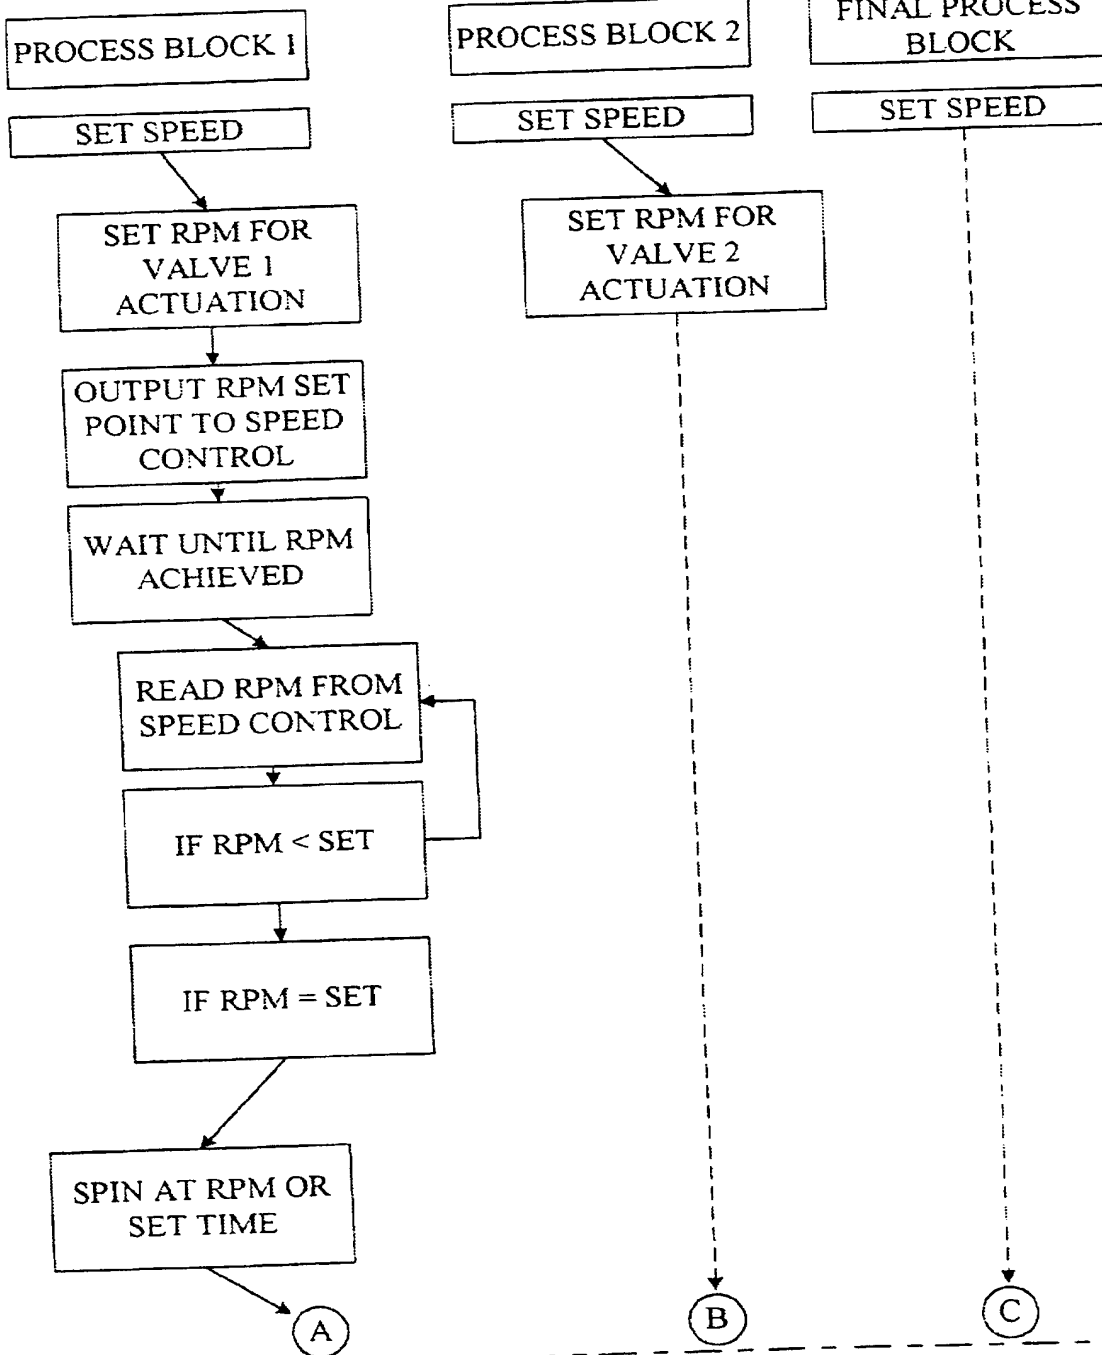 PROCESS BLOCK 1
SET SPEED
SET RPM FOR
VALVE 1
ACTUATION
OUTPUT RPM SET
POINT TO SPEED
CONTROL
WAIT UNTIL RPM
ACHIEVED
READ RPM FROM
SPEED CONTROL
IF RPM < SET
IF RPM = SET
SPIN AT RPM OR
SET TIME
A
PROCESS BLOCK 2
SET SPEED
SET RPM FOR
VALVE 2
ACTUATION
B
FINAL PROCESS
BLOCK
SET SPEED
C